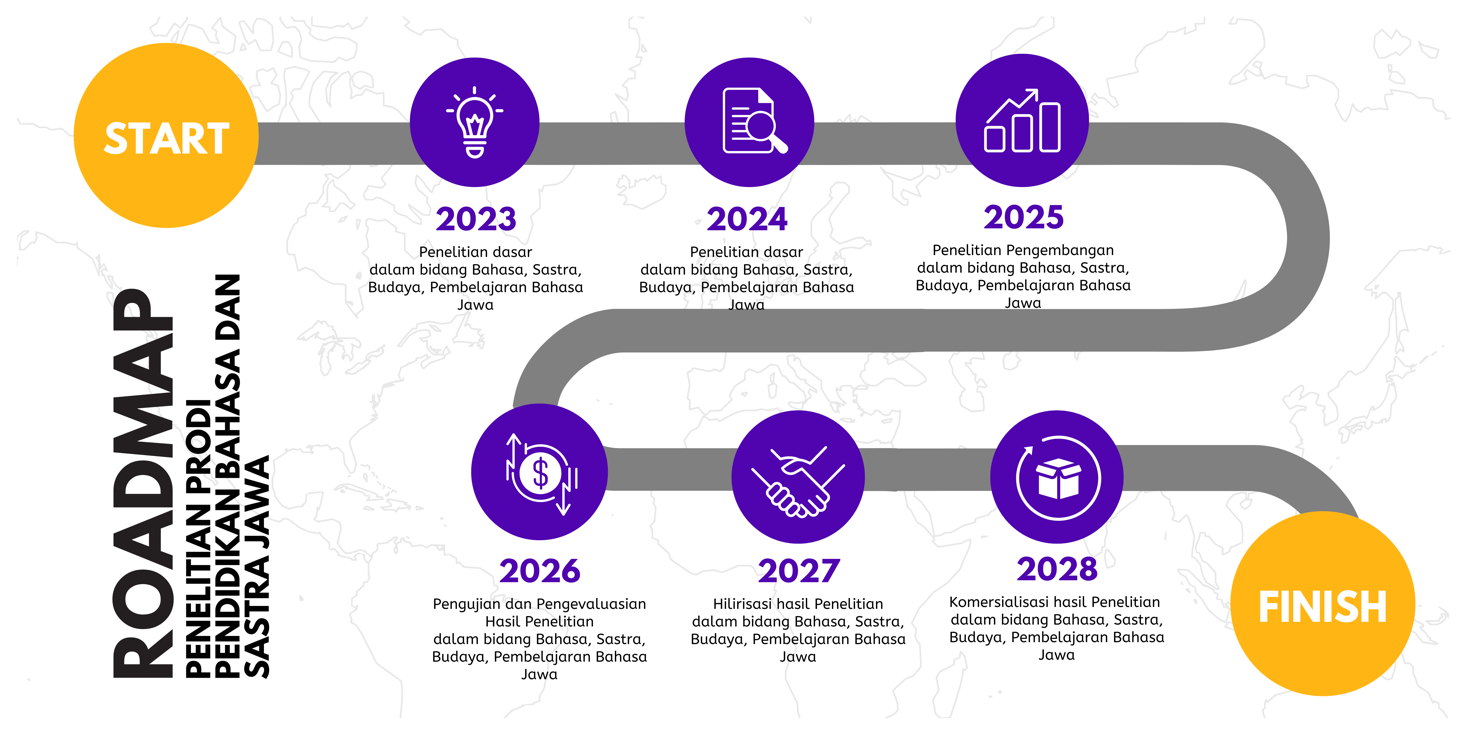 START
ROADMAP
PENELITIAN PRODI
PENDIDIKAN BAHASA DAN
SASTRA JAWA
2023
Penelitian dasar
dalam bidang Bahasa, Sastra,
Budaya, Pembelajaran Bahasa
Jawa
2024
Penelitian dasar
dalam bidang Bahasa, Sastra,
Budaya, Pembelajaran Bahasa
Jawa
2025
Penelitian Pengembangan
dalam bidang Bahasa, Sastra,
Budaya, Pembelajaran Bahasa
Jawa
$
2026
Pengujian dan Pengevaluasian
Hasil Penelitian
dalam bidang Bahasa, Sastra,
Budaya, Pembelajaran Bahasa
Jawa
2027
Hilirisasi hasil Penelitian
dalam bidang Bahasa, Sastra,
Budaya, Pembelajaran Bahasa
Jawa
2028
Komersialisasi hasil Penelitian
dalam bidang Bahasa, Sastra,
Budaya, Pembelajaran Bahasa
Jawa
FINISH